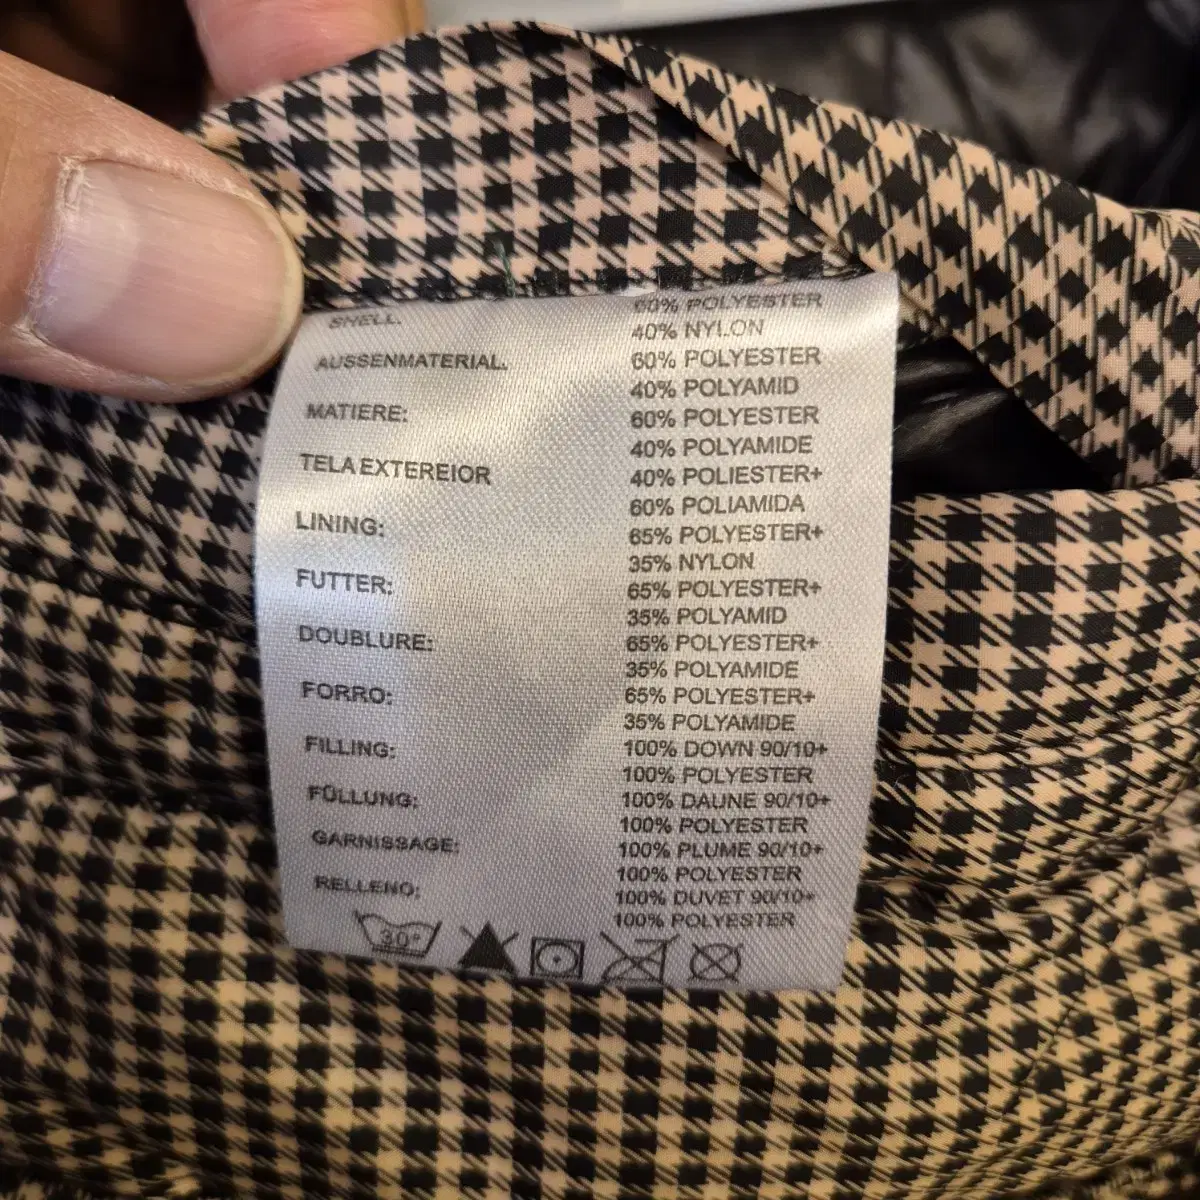 SHELL. 60% POLYESTER
40% NYLON
AUSSENMATERIAL. 60% POLYESTER
40% POLYAMID
MATIERE: 60% POLYESTER
40% POLYAMIDE
TELA EXTEREIOR 40% POLIESTER+
60% POLIAMIDA
LINING: 65% POLYESTER+
35% NYLON
FUTTER: 65% POLYESTER+
35% POLYAMID
DOUBLURE: 65% POLYESTER+
35% POLYAMIDE
FORRO: 65% POLYESTER+
35% POLYAMIDE
FILLING: 100% DOWN 90/10+
100% POLYESTER
FÜLLUNG: 100% DAUNE 90/10+
100% POLYESTER
GARNISSAGE: 100% PLUME 90/10+
100% POLYESTER
RELLENO; 100% DUVET 90/10+
100% POLYESTER
30°